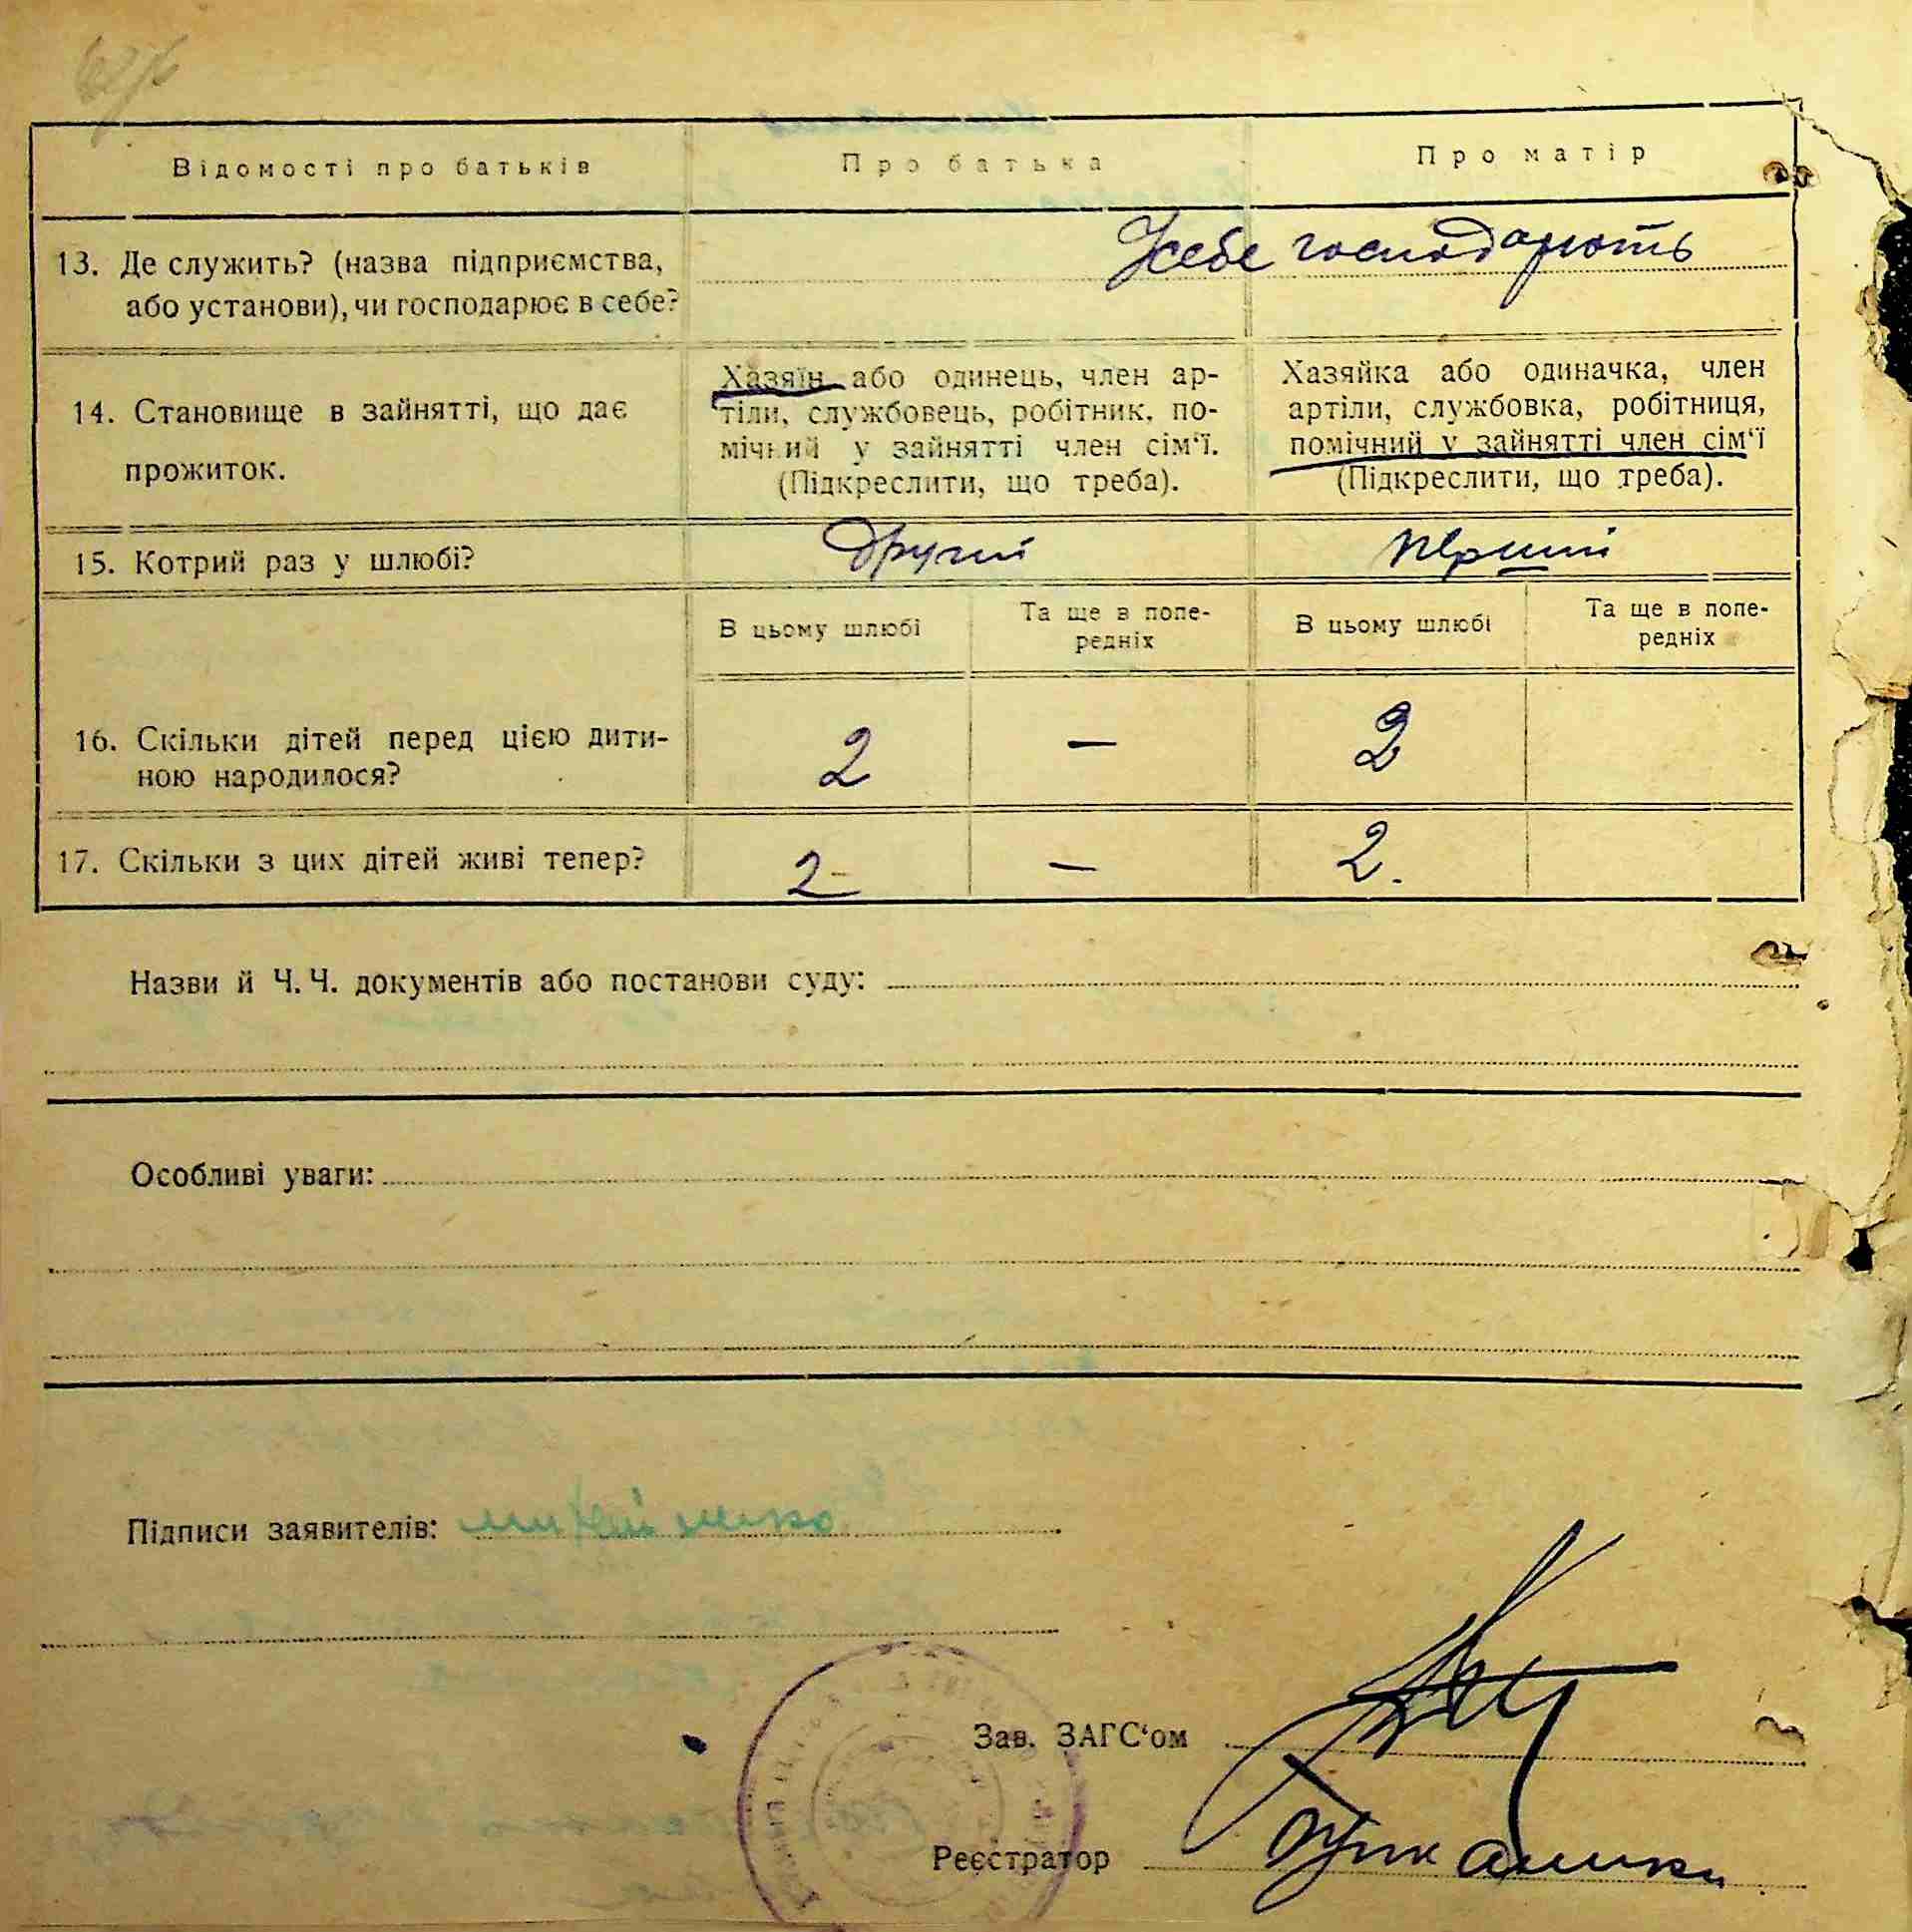 Відомості про батьків Про батька Про матір
13. Де служить? (назва підприємства,
або установи), чи господарює в себе?
Усебе господарють
14. Становище в зайнятті, що дає
прожиток.
Хазяїн або одинець, член ар-
тіли, службовець, робітник, по-
мічний у зайнятті член сім‘ї.
(Підкреслити, що треба).
Хазяйка або одиначка, член
артіли, службовка, робітниця,
помічний у зайнятті член сім‘ї
(Підкреслити, що треба).
15. Котрий раз у шлюбі? другий перший
В цьому шлюбі
Та ще в попе-
редніх
В цьому шлюбі
Та ще в попе-
редніх
16. Скільки дітей перед цією дити-
ною народилося?
2 — 2
17. Скільки з цих дітей живі тепер? 2 — 2.
Назви й Ч. Ч. документів або постанови суду:
Особливі уваги:
Підписи заявителів:
Зав. ЗАГС‘ом
Реєстратор